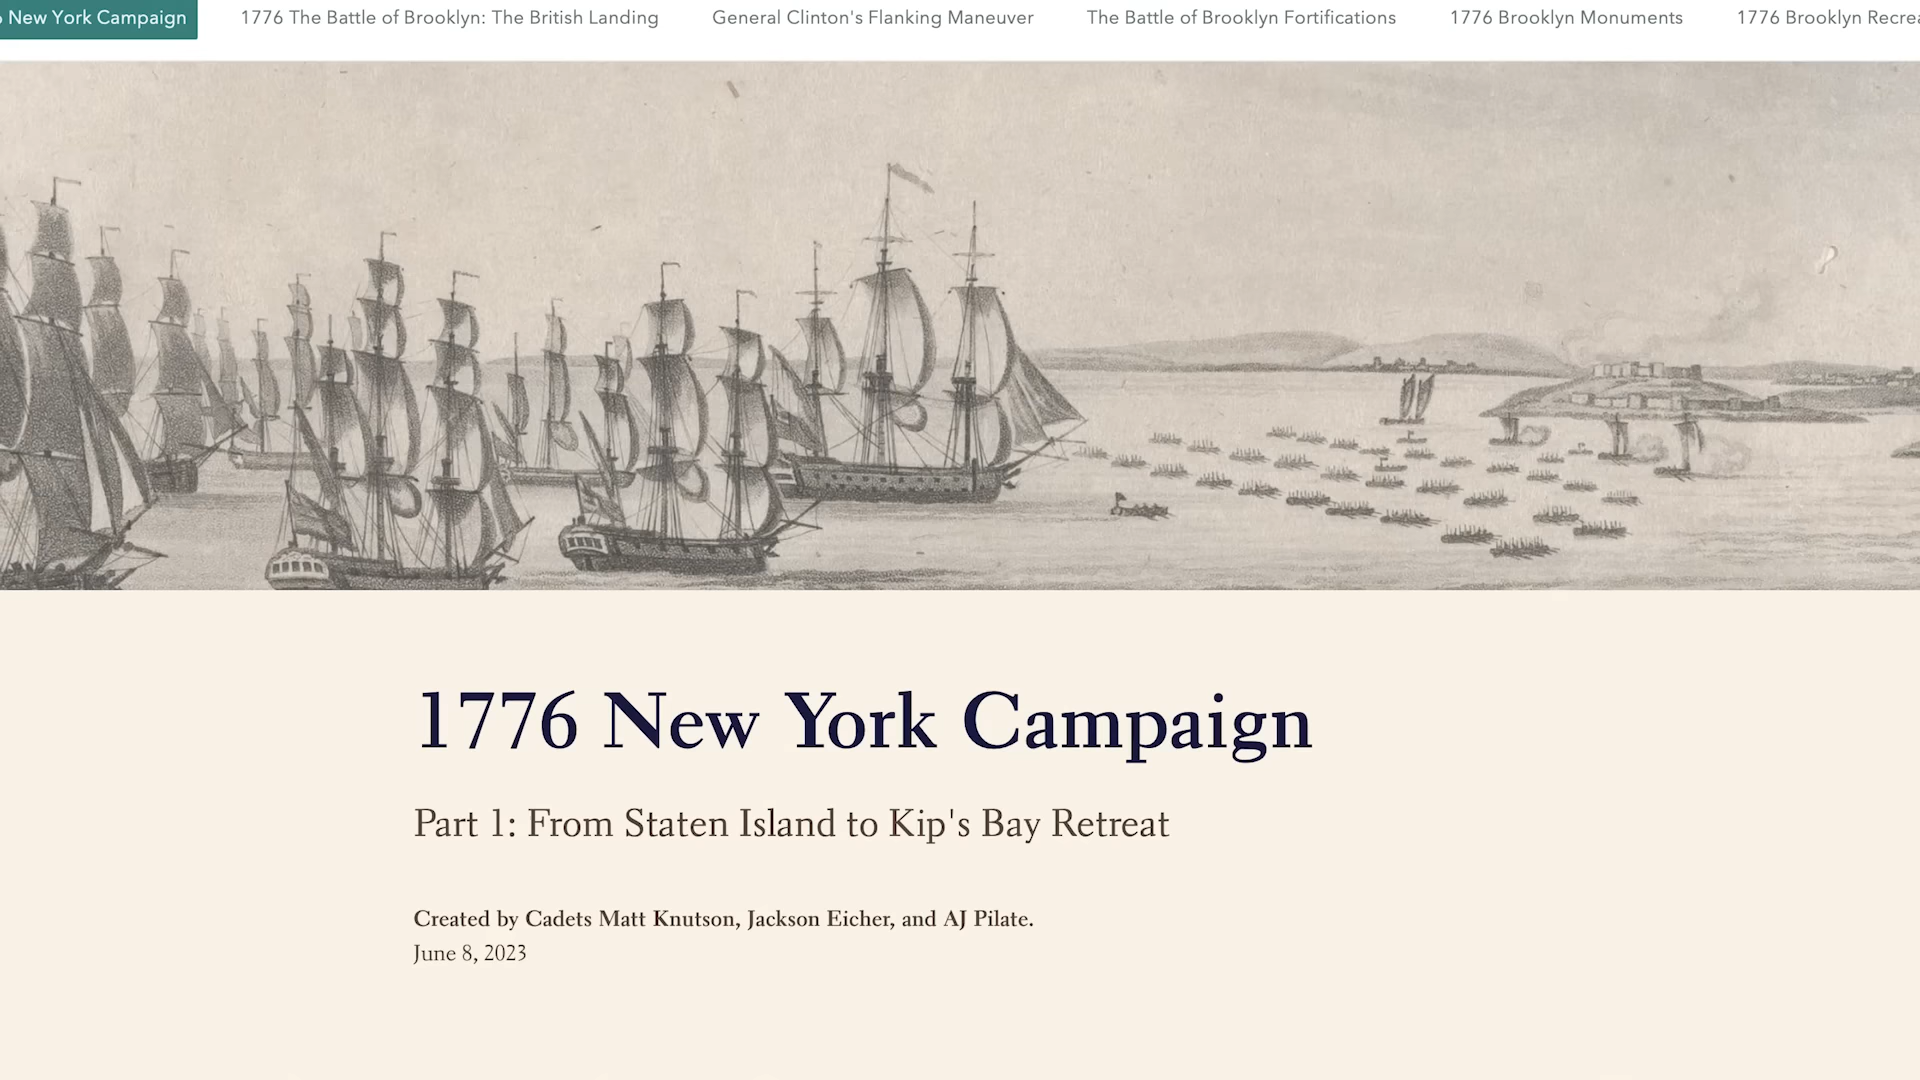 New York Campaign
1776 The Battle of Brooklyn: The British Landing
General Clinton's Flanking Maneuver
The Battle of Brooklyn Fortifications
1776 Brooklyn Monuments
1776 Brooklyn
1776 New York Campaign
Part 1: From Staten Island to Kip's Bay Retreat
Created by Cadets Matt Knutson, Jackson Eicher, and AJ Pilate.
June 8, 2023